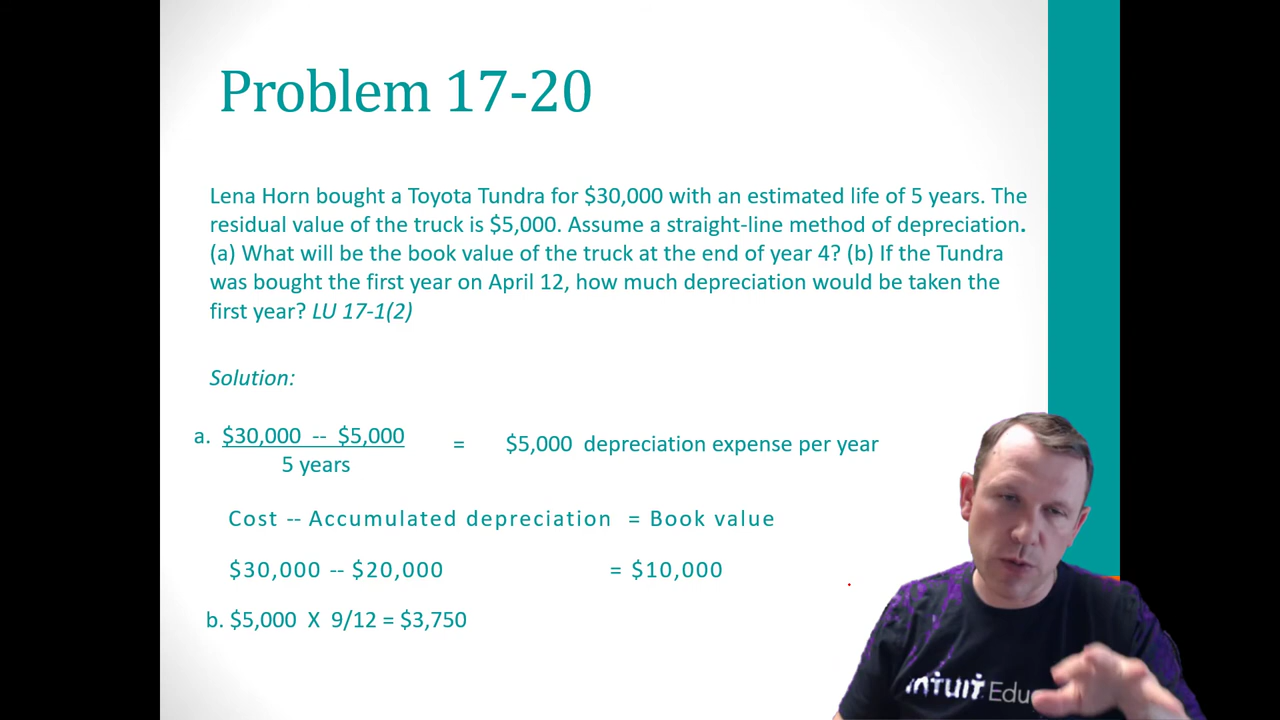 Problem 17-20
Lena Horn bought a Toyota Tundra for $30,000 with an estimated life of 5 years. The
residual value of the truck is $5,000. Assume a straight-line method of depreciation.
(a) What will be the book value of the truck at the end of year 4? (b) If the Tundra
was bought the first year on April 12, how much depreciation would be taken the
first year? LU 17-1(2)
Solution:
a. $30,000 -- $5,000 = $5,000 depreciation expense per year
5 years
Cost -- Accumulated depreciation = Book value
$30,000 -- $20,000 = $10,000
b. $5,000 X 9/12 = $3,750
INTUIT